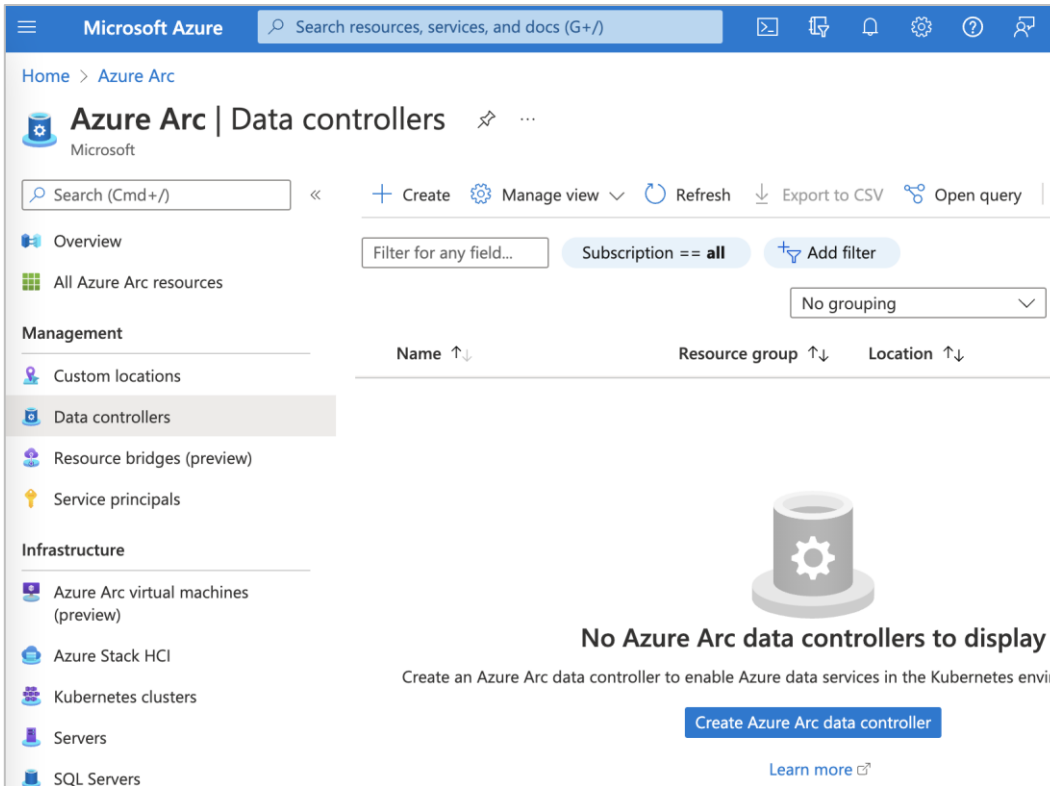 Microsoft Azure
Search resources, services, and docs (G+/)
Home > Azure Arc
Azure Arc | Data controllers
Microsoft
Search (Cmd+/)
Overview
All Azure Arc resources
Management
Custom locations
Data controllers
Resource bridges (preview)
Service principals
Infrastructure
Azure Arc virtual machines
(preview)
Azure Stack HCI
Kubernetes clusters
Servers
SQL Servers
Create Manage view Refresh Export to CSV Open query
Filter for any field... Subscription == all Add filter
No grouping
Name Resource group Location
No Azure Arc data controllers to display
Create an Azure Arc data controller to enable Azure data services in the Kubernetes
Create Azure Arc data controller
Learn more